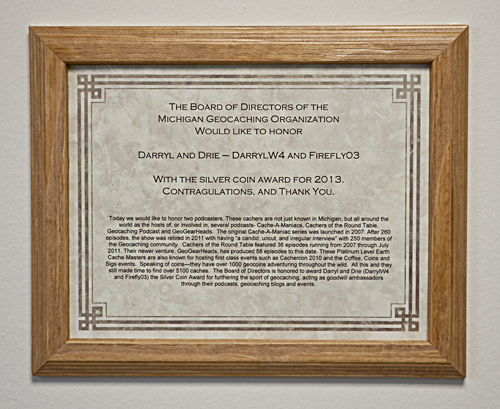 The Board of Directors of the
Michigan Geocaching Organization
Would like to honor
Darryl and Drie – DarrylW4 and Firefly03
With the silver coin award for 2013.
Contragulations, and Thank You.
Today we would like to honor two podcasters. These cachers are not just known in Michigan, but all around the
world as the hosts of, or involved in, several podcasts- Cache-A-Maniacs, Cachers of the Round Table,
Geocaching Podcast and GeoGearHeads. The original Cache-A-Maniac series was launched in 2007. After 260
episodes, the show was retired in 2011 with having 'a candid, uncut, and irregular interview" with 250 members of
the Geocaching community. Cachers of the Round Table featured 36 episodes running from 2007 through July
2011. Their newer venture, GeoGearHeads, has produced 58 episodes to this date. These Platinum Level Earth
Cache Masters are also known for hosting first class events such as Cachercon 2010 and the Coffee, Coins and
Sigs events. Speaking of coins—they have over 1000 geocoins adventuring throughout the wild. All this and they
still made time to find over 5100 caches. The Board of Directors is honored to award Darryl and Drie (DarrylW4
and Firefly03) the Silver Coin Award for furthering the sport of geocaching, acting as goodwill ambassadors
through their podcasts, geocaching blogs and events.